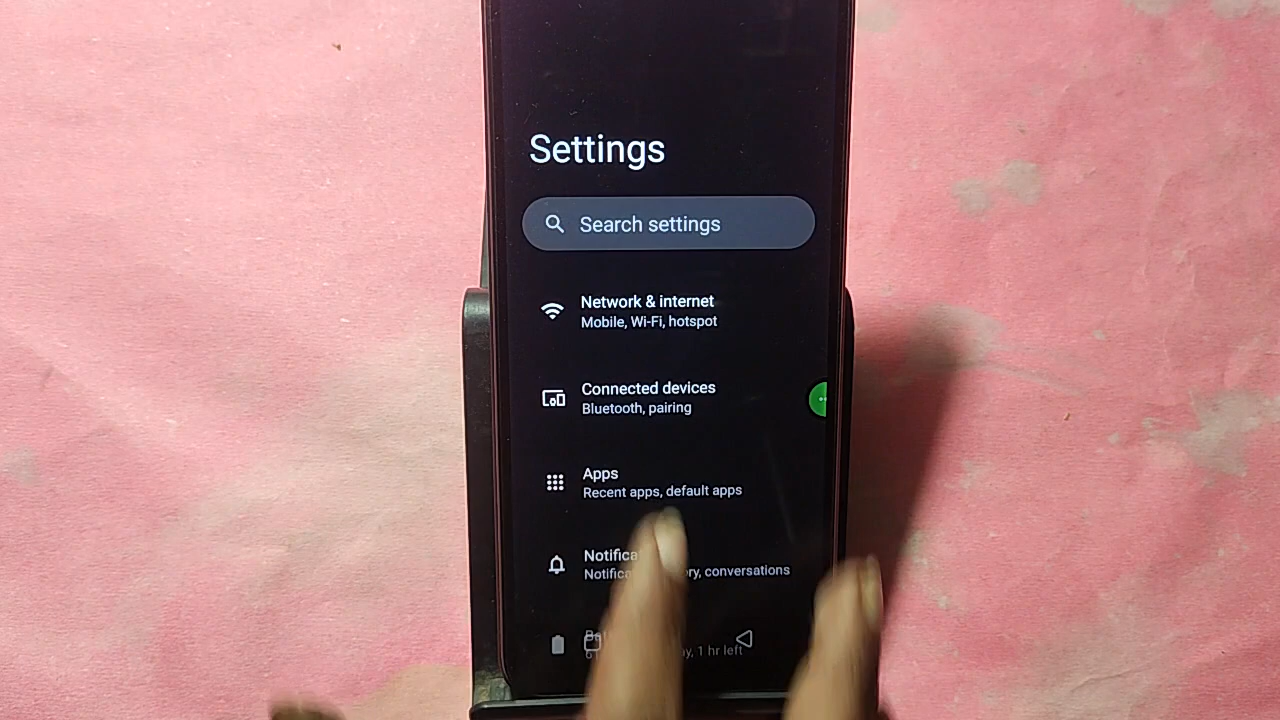 Settings
Search settings
Network & internet
Mobile, Wi-Fi, hotspot
Connected devices
Bluetooth, pairing
Apps
Recent apps, default apps
conversations
1 hr left